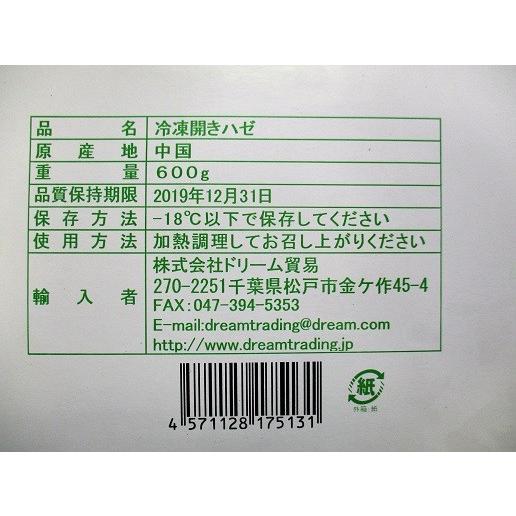 品名 冷凍開きハゼ
原産地 中国
重量 600g
品質保持期限 2019年12月31日
保存方法 -18℃以下で保存してください
使用方法 加熱調理してお召し上がりください
輸入者 株式会社ドリーム貿易
270-2251千葉県松戸市金ケ作45-4
FAX:047-394-5353
E-mail:dreamtrading@dream.com
http://www.dreamtrading.jp
紙
外箱:紙
4 571128 175131